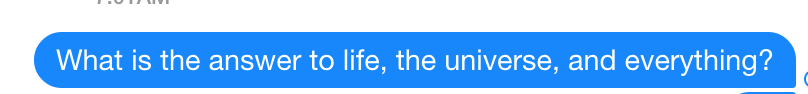 What is the answer to life, the universe, and everything?